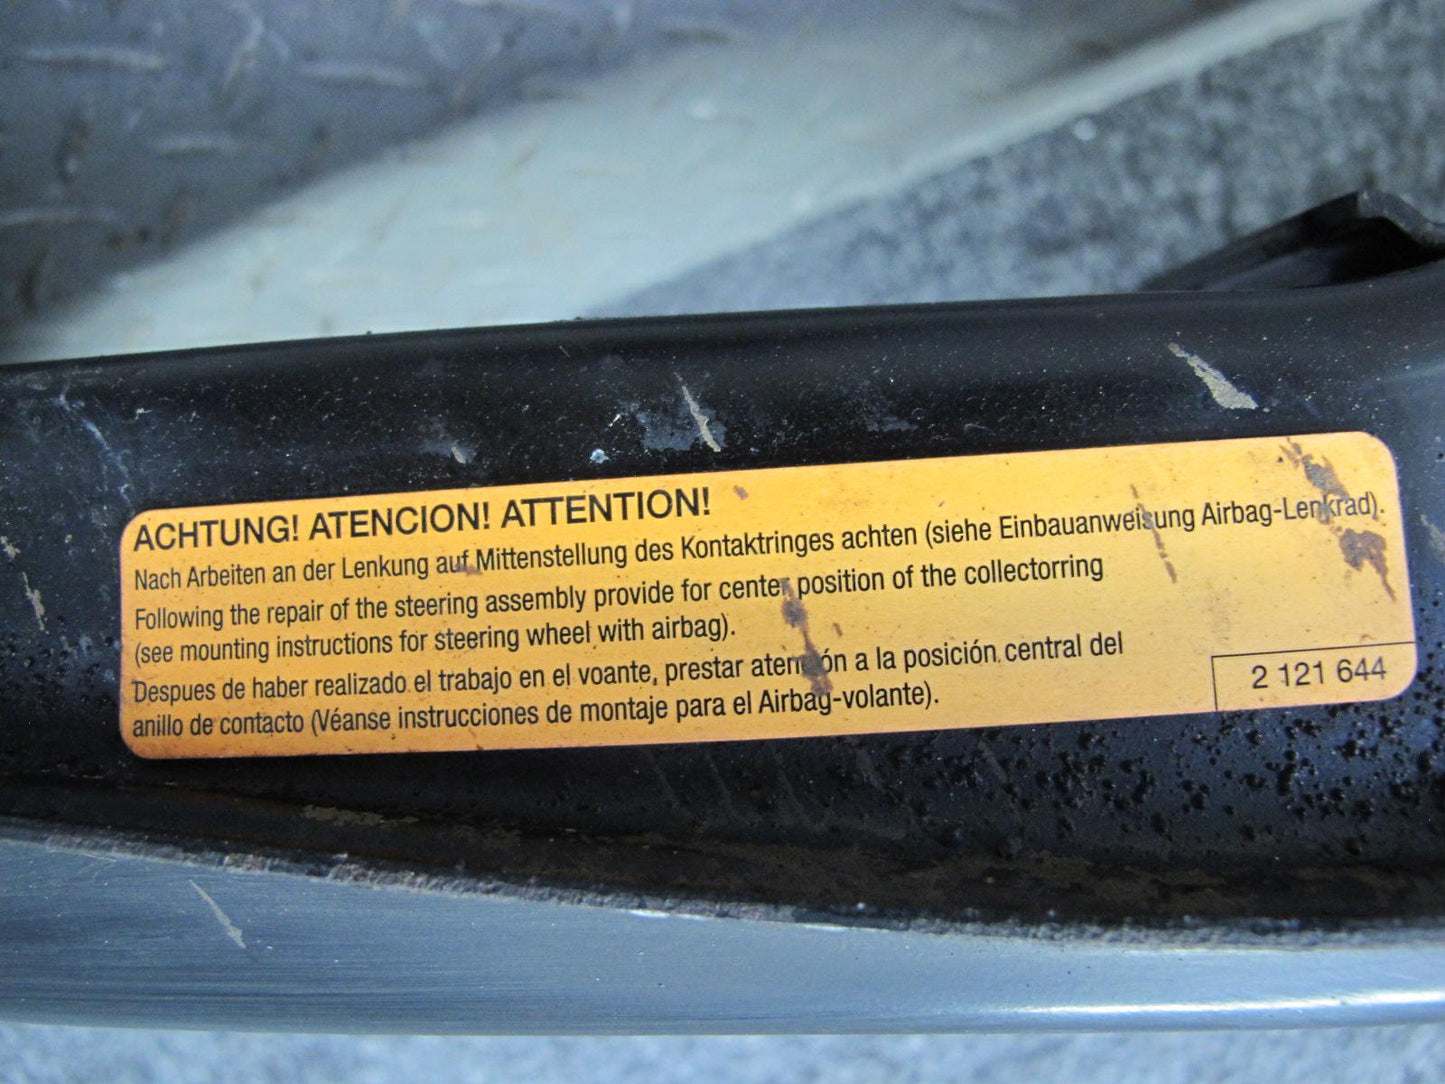 ACHTUNG! ATENCION! ATTENTION!
Nach Arbeiten an der Lenkung auf Mittenstellung des Kontaktringes achten (siehe Einbauanweisung Airbag-Lenkrad).
Following the repair of the steering assembly provide for center position of the collectorring
(see mounting instructions for steering wheel with airbag).
Despues de haber realizado el trabajo en el voante, prestar atención a la posición central del
anillo de contacto (Véanse instrucciones de montaje para el Airbag-volante).
2 121 644